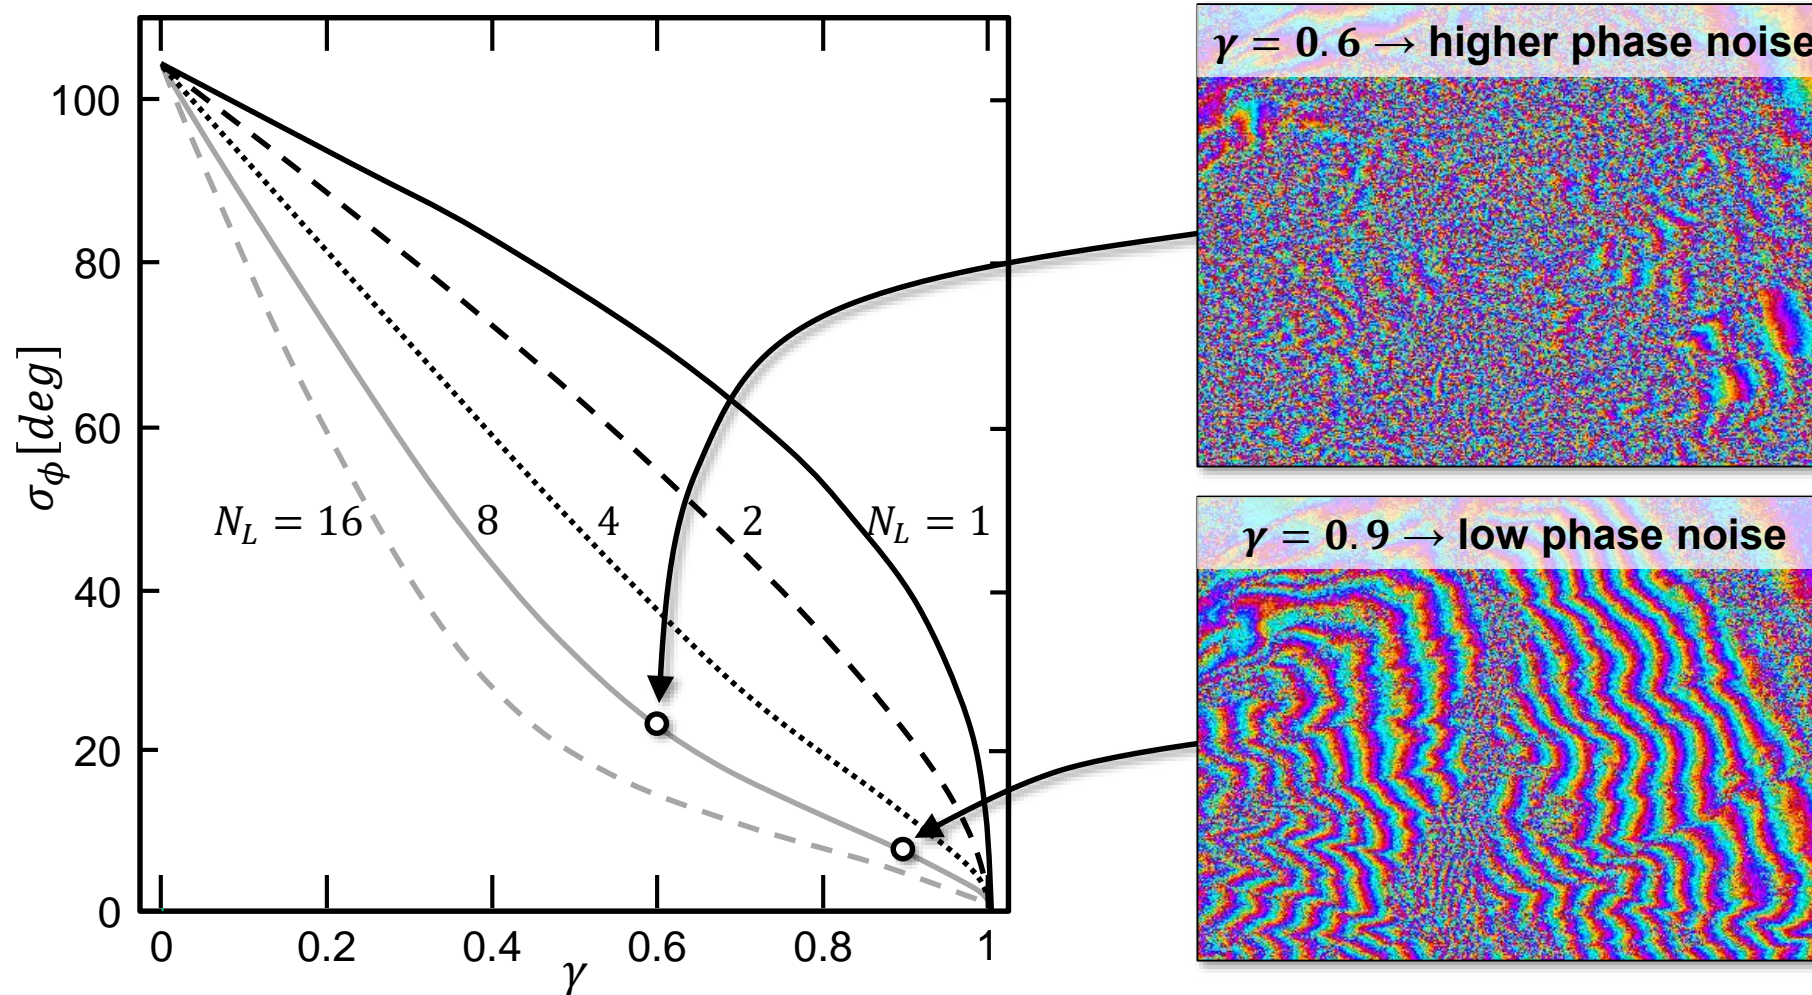 100
80
60
40
20
0
σ_ϕ[deg]
N_L = 16
8
4
2
N_L = 1
0
0.2
0.4
0.6
0.8
1
γ
γ = 0.6 → higher phase noise
γ = 0.9 → low phase noise